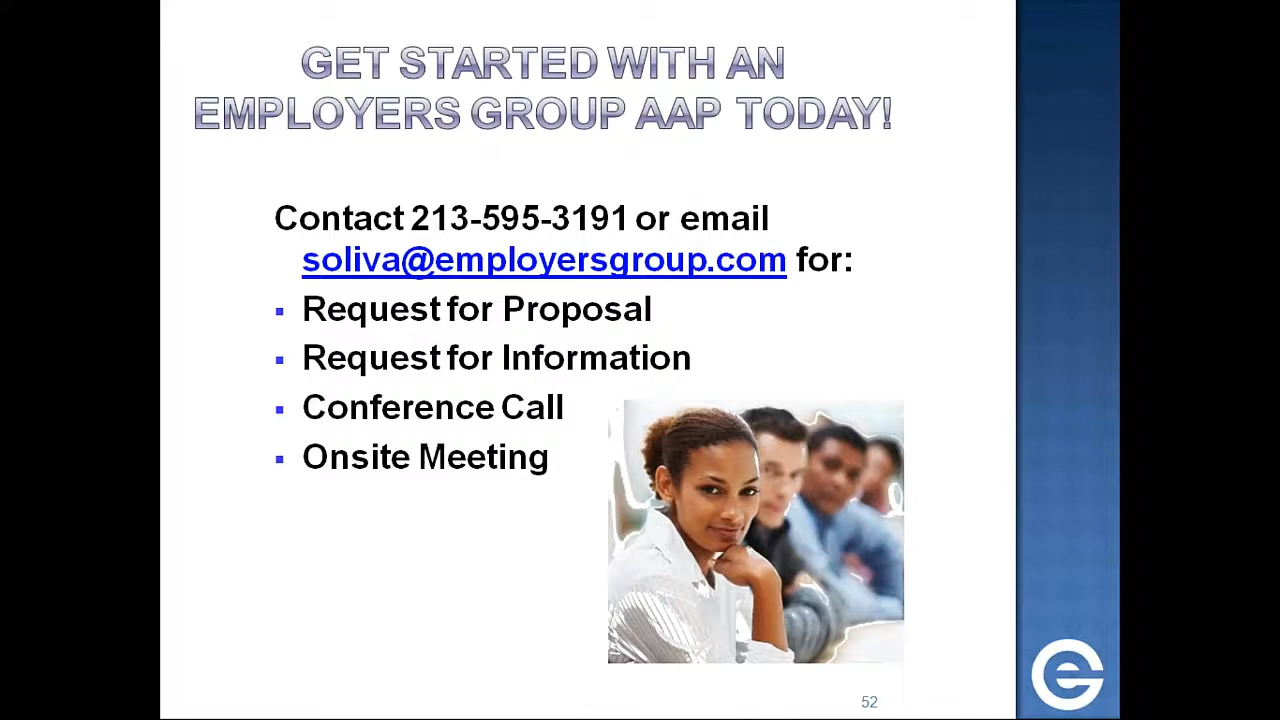 GET STARTED WITH AN
EMPLOYERS GROUP AAP TODAY!
Contact 213-595-3191 or email
soliva@employersgroup.com for:
▪ Request for Proposal
▪ Request for Information
▪ Conference Call
▪ Onsite Meeting
52